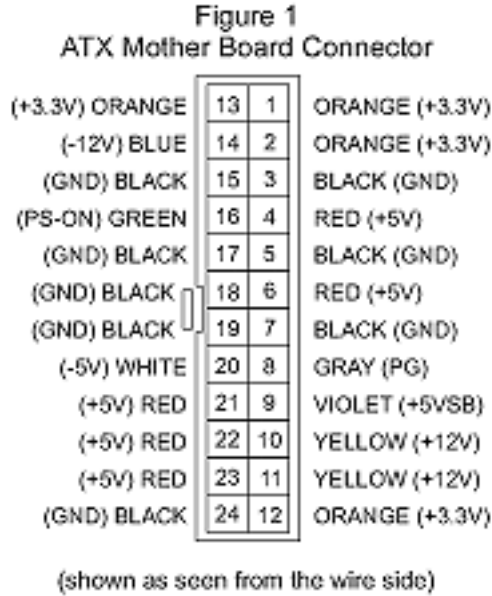 Figure 1
ATX Mother Board Connector
(+3.3V) ORANGE 13 1 ORANGE (+3.3V)
(-12V) BLUE 14 2 ORANGE (+3.3V)
(GND) BLACK 15 3 BLACK (GND)
(PS-ON) GREEN 16 4 RED (+5V)
(GND) BLACK 17 5 BLACK (GND)
(GND) BLACK 18 6 RED (+5V)
(GND) BLACK 19 7 BLACK (GND)
(-5V) WHITE 20 8 GRAY (PG)
(+5V) RED 21 9 VIOLET (+5VSB)
(+5V) RED 22 10 YELLOW (+12V)
(+5V) RED 23 11 YELLOW (+12V)
(GND) BLACK 24 12 ORANGE (+3.3V)
(shown as seen from the wire side)